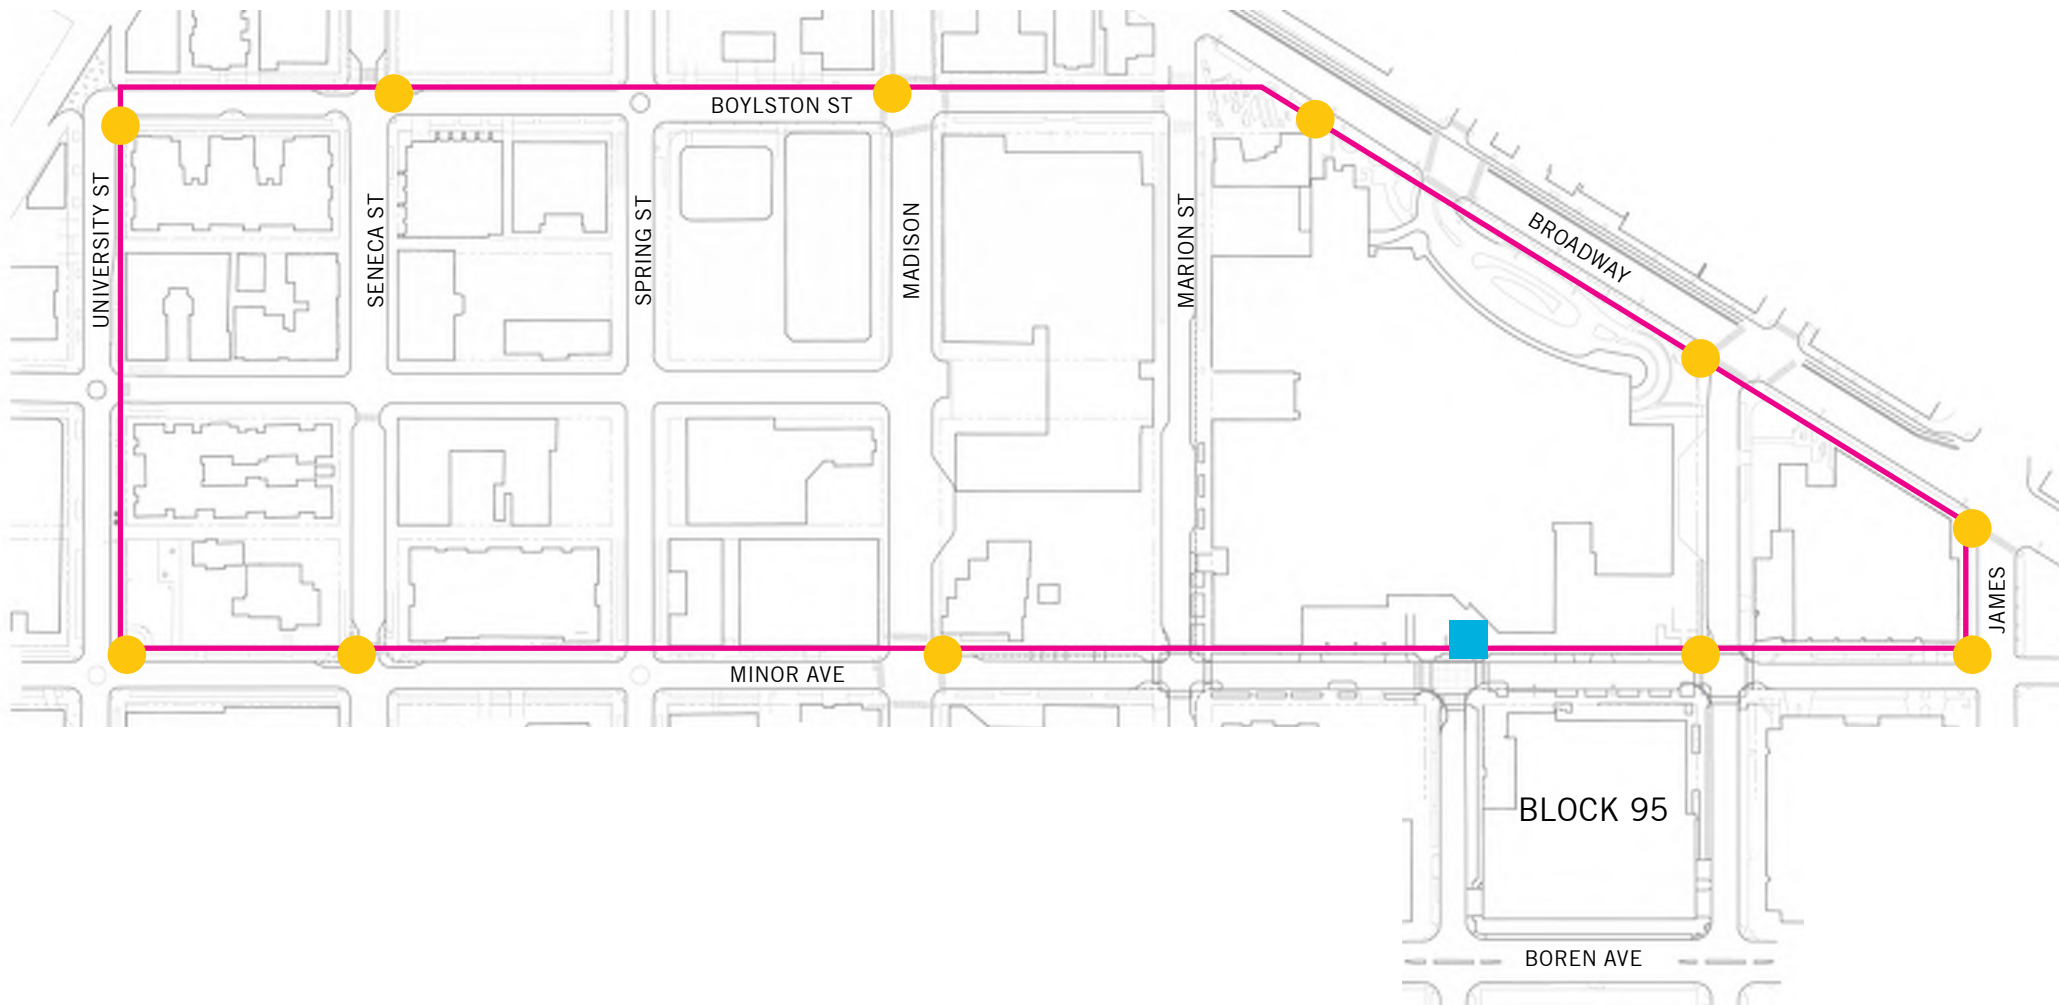 BOYLSTON ST
UNIVERSITY ST
SENECA ST
SPRING ST
MADISON
MARION ST
BROADWAY
JAMES
MINOR AVE
BLOCK 95
BOREN AVE